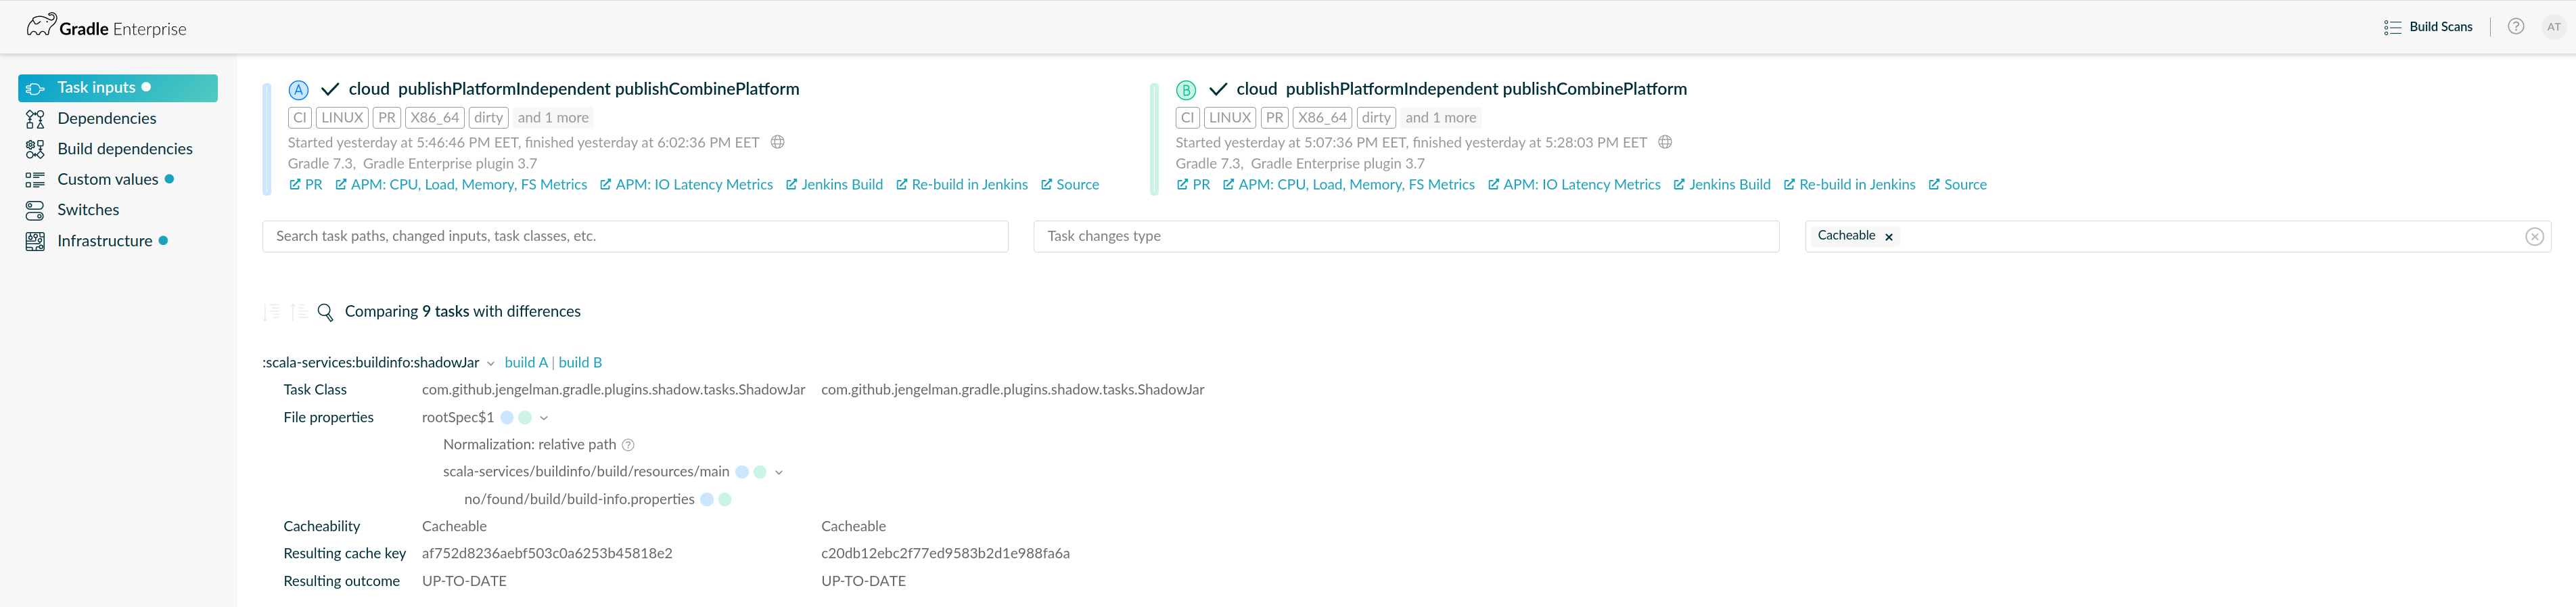 Gradle Enterprise
Build Scans
AT
Task inputs
Dependencies
Build dependencies
Custom values
Switches
Infrastructure
A cloud publishPlatformIndependent publishCombinePlatform
CI LINUX PR X86_64 dirty and 1 more
Started yesterday at 5:46:46 PM EET, finished yesterday at 6:02:36 PM EET
Gradle 7.3, Gradle Enterprise plugin 3.7
PR APM: CPU, Load, Memory, FS Metrics APM: IO Latency Metrics Jenkins Build Re-build in Jenkins Source
B cloud publishPlatformIndependent publishCombinePlatform
CI LINUX PR X86_64 dirty and 1 more
Started yesterday at 5:07:36 PM EET, finished yesterday at 5:28:03 PM EET
Gradle 7.3, Gradle Enterprise plugin 3.7
PR APM: CPU, Load, Memory, FS Metrics APM: IO Latency Metrics Jenkins Build Re-build in Jenkins Source
Search task paths, changed inputs, task classes, etc.
Task changes type
Cacheable
Comparing 9 tasks with differences
:scala-services:buildinfo:shadowJar build A | build B
Task Class com.github.jengelman.gradle.plugins.shadow.tasks.ShadowJar com.github.jengelman.gradle.plugins.shadow.tasks.ShadowJar
File properties rootSpec$1
Normalization: relative path ?
scala-services/buildinfo/build/resources/main
no/found/build/build-info.properties
Cacheability Cacheable Cacheable
Resulting cache key af752d8236aebf503c0a6253b45818e2 c20db12ebc2f77ed9583b2d1e988fa6a
Resulting outcome UP-TO-DATE UP-TO-DATE